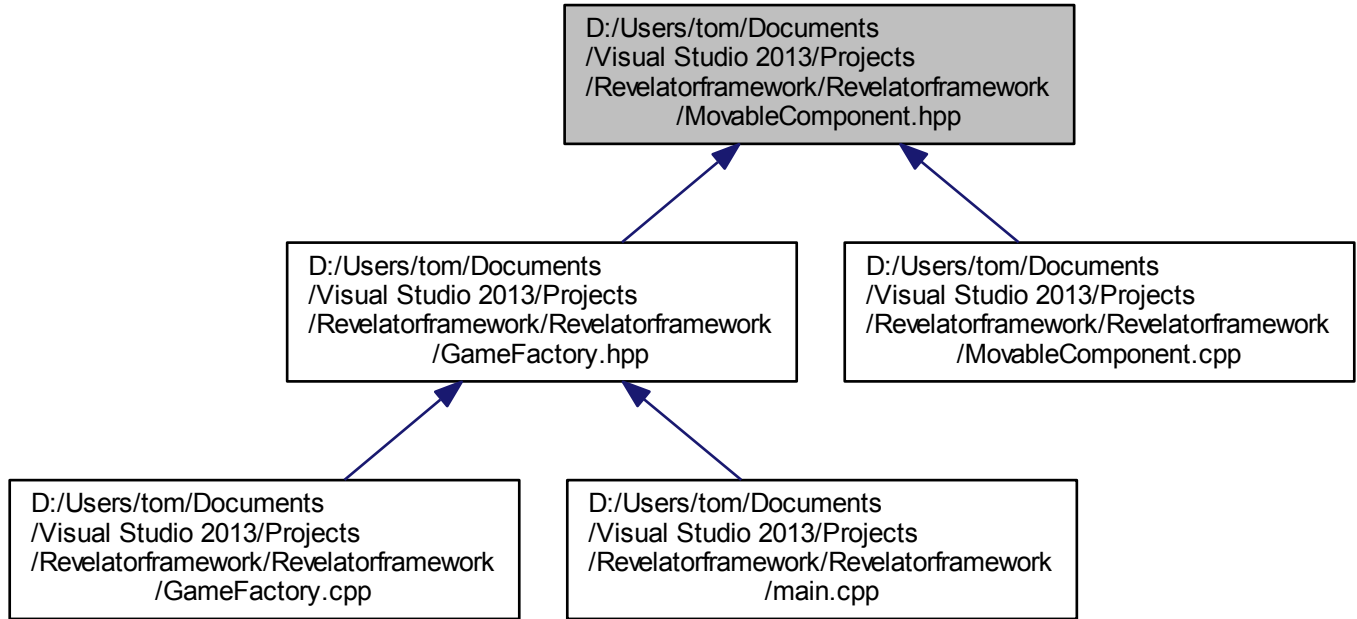 D:/Users/tom/Documents
/Visual Studio 2013/Projects
/Revelatorframework/Revelatorframework
/MovableComponent.hpp
D:/Users/tom/Documents
/Visual Studio 2013/Projects
/Revelatorframework/Revelatorframework
/GameFactory.hpp
D:/Users/tom/Documents
/Visual Studio 2013/Projects
/Revelatorframework/Revelatorframework
/MovableComponent.cpp
D:/Users/tom/Documents
/Visual Studio 2013/Projects
/Revelatorframework/Revelatorframework
/GameFactory.cpp
D:/Users/tom/Documents
/Visual Studio 2013/Projects
/Revelatorframework/Revelatorframework
/main.cpp